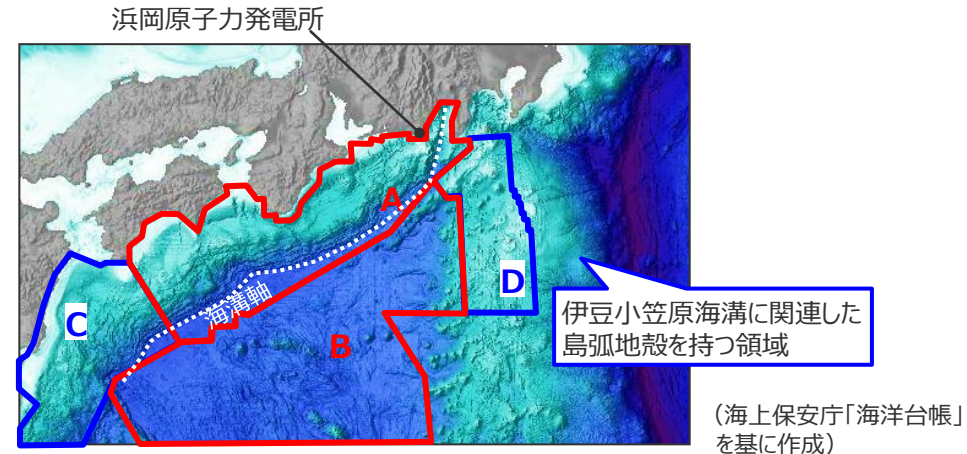 浜岡原子力発電所
A
海溝軸
D
C
B
伊豆小笠原海溝に関連した
島弧地殻を持つ領域
（海上保安庁「海洋台帳」
を基に作成）